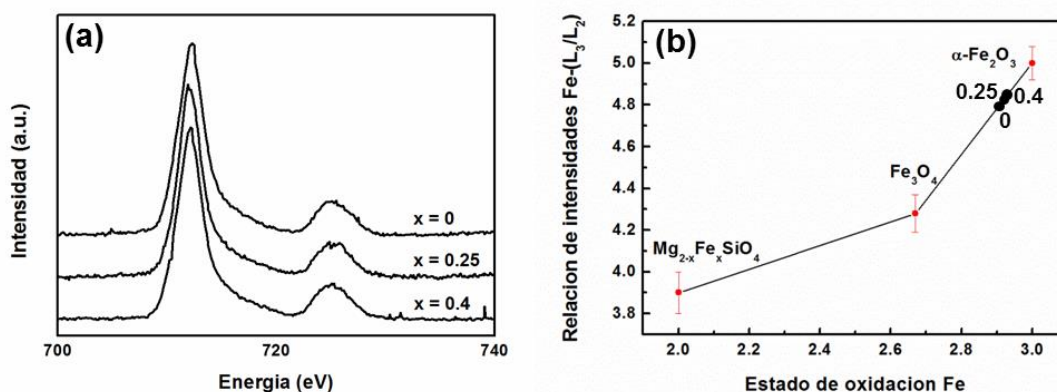 (a)
Intensidad (a.u.)
x = 0
x = 0.25
x = 0.4
700
720
740
Energia (eV)
(b)
Relacion de intensidades Fe-(L₃/L₂)
5.2
5.0
4.8
4.6
4.4
4.2
4.0
3.8
α-Fe₂O₃
0.25
0.4
0
Fe₃O₄
Mg₂₋ₓFeₓSiO₄
2.0 2.2 2.4 2.6 2.8 3.0
Estado de oxidacion Fe